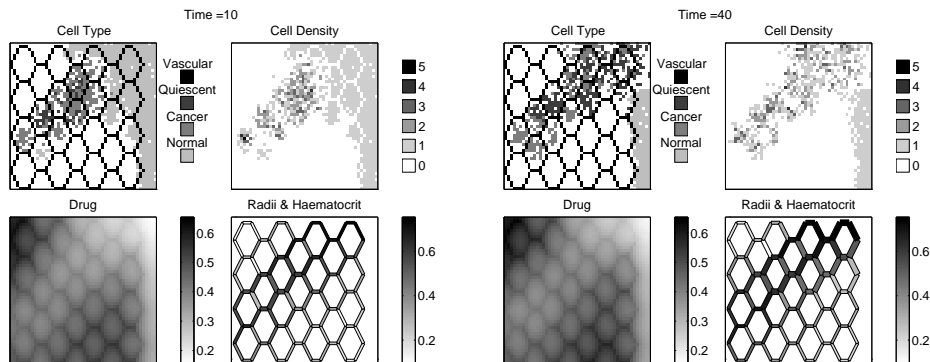 Time =10
Cell Type
Cell Density
Vascular
Quiescent
Cancer
Normal
5
4
3
2
1
0
Drug
Radii & Haematocrit
0.6
0.5
0.4
0.3
0.2
0.6
0.4
0.2
Time =40
Cell Type
Cell Density
Vascular
Quiescent
Cancer
Normal
5
4
3
2
1
0
Drug
Radii & Haematocrit
0.6
0.5
0.4
0.3
0.2
0.6
0.4
0.2